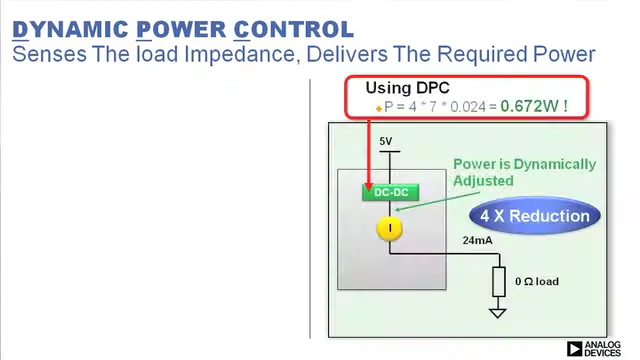 DYNAMIC POWER CONTROL
Senses The load Impedance, Delivers The Required Power
Using DPC
P = 4 * 7 * 0.024 = 0.672W !
5V
Power is Dynamically
Adjusted
DC-DC
4 X Reduction
I
24mA
0 Ω load
ANALOG
DEVICES